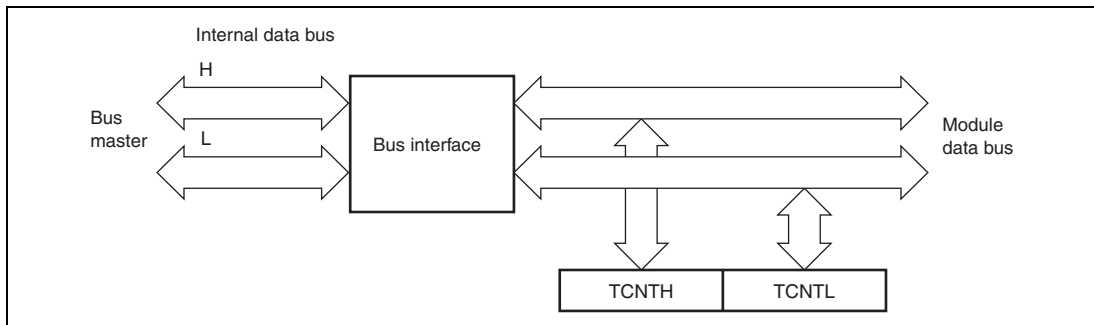 Internal data bus
H
Bus
master
L
Bus interface
Module
data bus
TCNTH
TCNTL